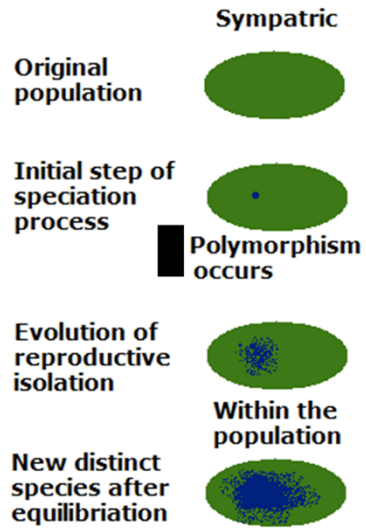 Sympatric
Original
population
Initial step of
speciation
process
Polymorphism
occurs
Evolution of
reproductive
isolation
Within the
population
New distinct
species after
equilibriation